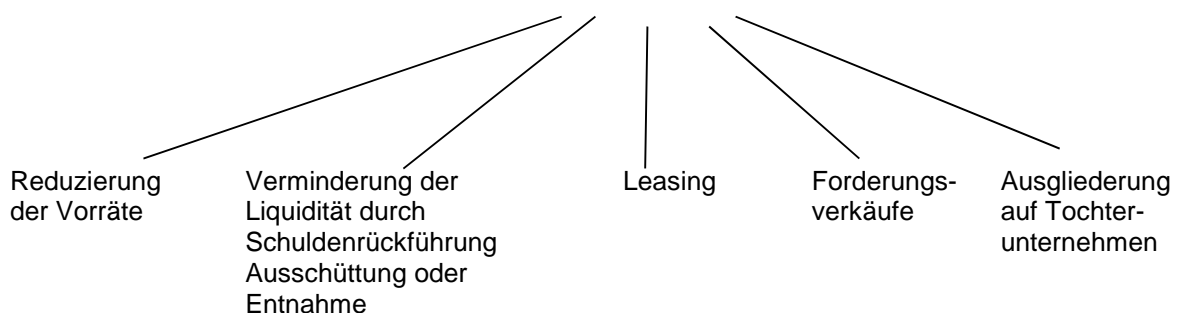 Reduzierung
der Vorräte
Verminderung der
Liquidität durch
Schuldenrückführung
Ausschüttung oder
Entnahme
Leasing
Forderungs-
verkäufe
Ausgliederung
auf Tochter-
unternehmen